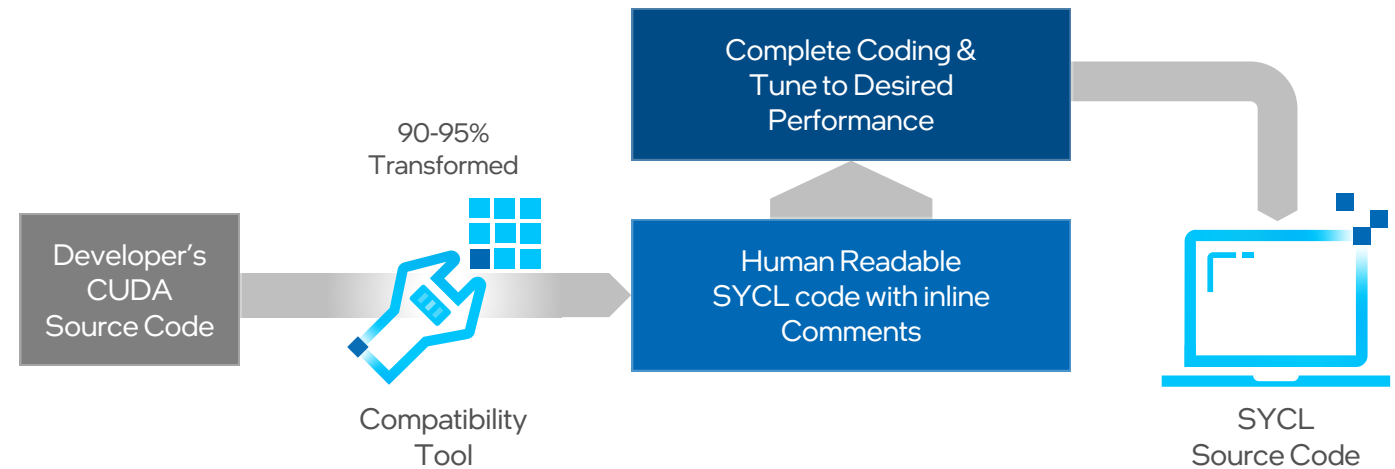 Developer's
CUDA
Source Code
90-95%
Transformed
Compatibility
Tool
Human Readable
SYCL code with inline
Comments
Complete Coding &
Tune to Desired
Performance
SYCL
Source Code